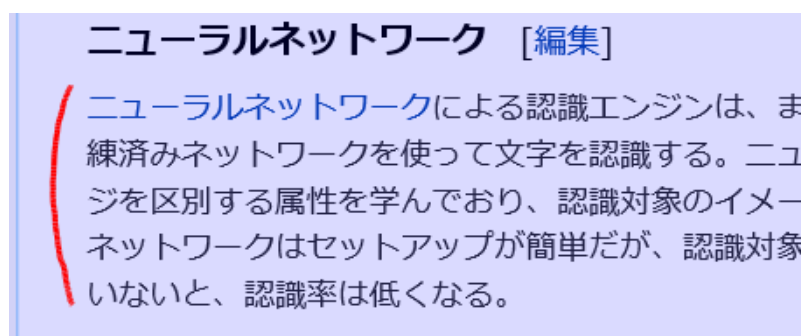 ニューラルネットワーク [編集]
ニューラルネットワークによる認識エンジンは、ま
練済みネットワークを使って文字を認識する。ニュ
ジを区別する属性を学んでおり、認識対象のイメー
ネットワークはセットアップが簡単だが、認識対象
いないと、認識率は低くなる。